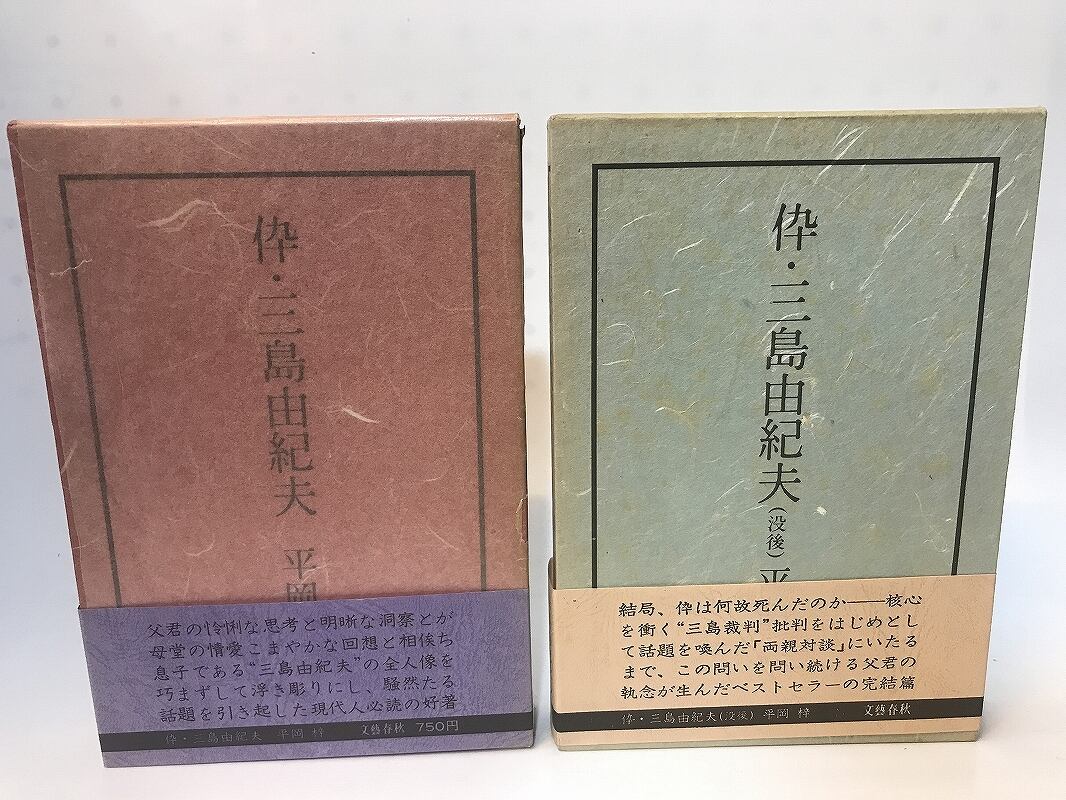 伜・三島由紀夫 平岡
父君の怜悧な思考と明晰な洞察とが
母堂の情愛こまやかな回想と相俟ち
息子である“三島由紀夫”の全人像を
巧まずして浮き彫りにし、騒然たる
話題を引き起した現代人必読の好著
伜・三島由紀夫 平岡 梓 文藝春秋 750円
伜・三島由紀夫(没後)平
結局、伜は何故死んだのか――核心
を衝く“三島裁判”批判をはじめとし
て話題を喚んだ「両親対談」にいたる
まで、この問いを問い続ける父君の
執念が生んだベストセラーの完結篇
伜・三島由紀夫(没後) 平岡 梓 文藝春秋